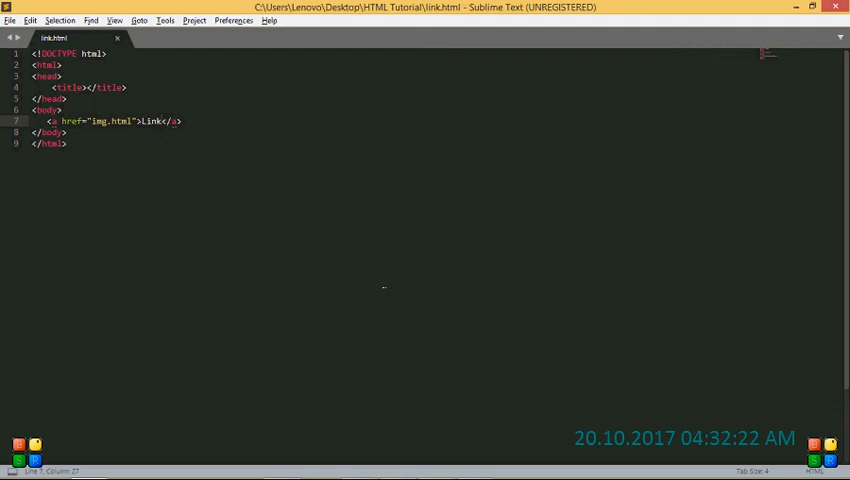 C:\Users\Lenovo\Desktop\HTML Tutorial\link.html - Sublime Text (UNREGISTERED)
File Edit Selection Find View Goto Tools Project Preferences Help
link.html
1 <!DOCTYPE html>
2 <html>
3 <head>
4 <title></title>
5 </head>
6 <body>
7 <a href="img.html">Link</a>
8 </body>
9 </html>
20.10.2017 04:32:22 AM
B
S R
B
S R
Line 7, Column 27 Tab Size: 4 HTML